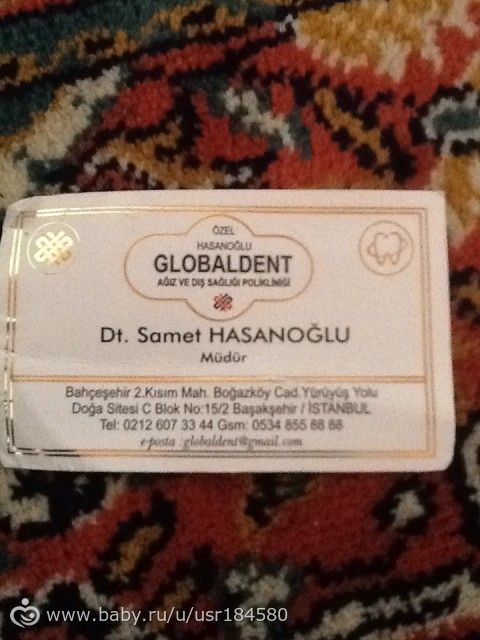 ÖZEL
HASANOĞLU
GLOBALDENT
AĞIZ VE DIŞ SAĞLIĞI POLİKLİNİĞİ
Dt. Samet HASANOĞLU
Müdür
Bahçeşehir 2.Kısım Mah. Boğazköy Cad.Yürüyüş Yolu
Doğa Sitesi C Blok No:15/2 Başakşehir / İSTANBUL
Tel: 0212 607 33 44 Gsm: 0534 855 88 88
e-posta :globaldent@gmail.com
www.baby.ru/u/usr184580